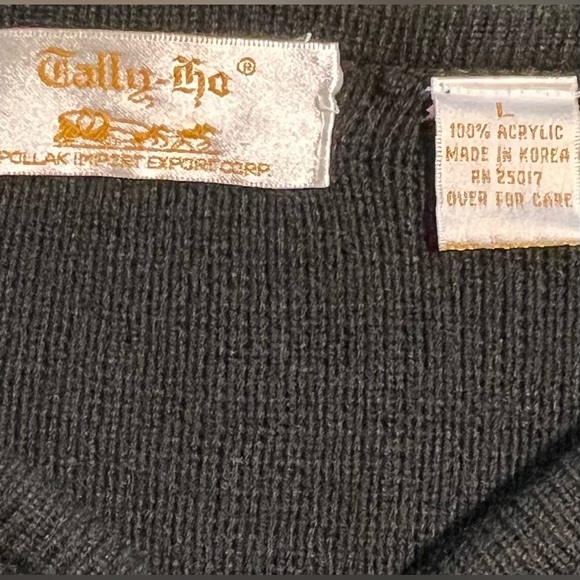 Tally-Ho®
POLLAK IMPORT EXPORT CORP.
L
100% ACRYLIC
MADE IN KOREA
RN 25017
OVER FOR CARE